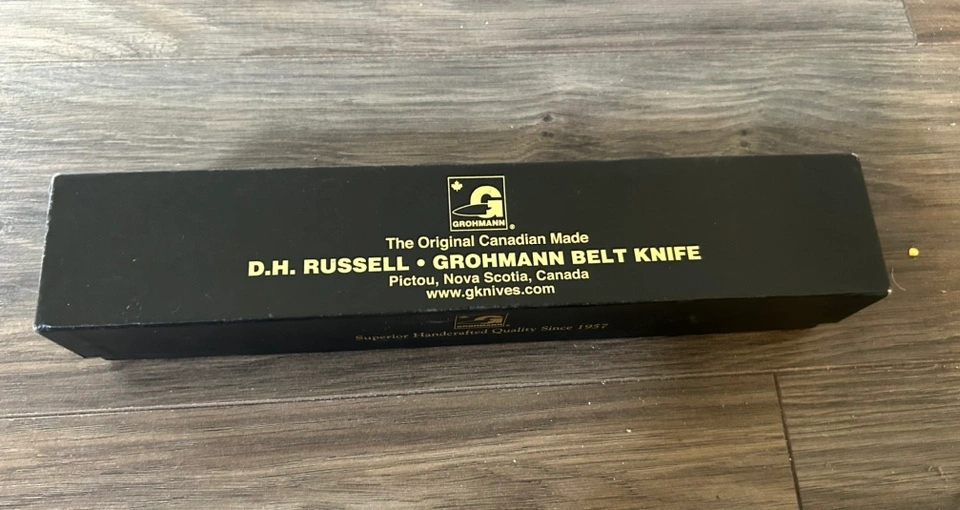 G
GROHMANN®
The Original Canadian Made
D.H. RUSSELL • GROHMANN BELT KNIFE
Pictou, Nova Scotia, Canada
www.gknives.com
GROHMANN®
Superior Handcrafted Quality Since 1957